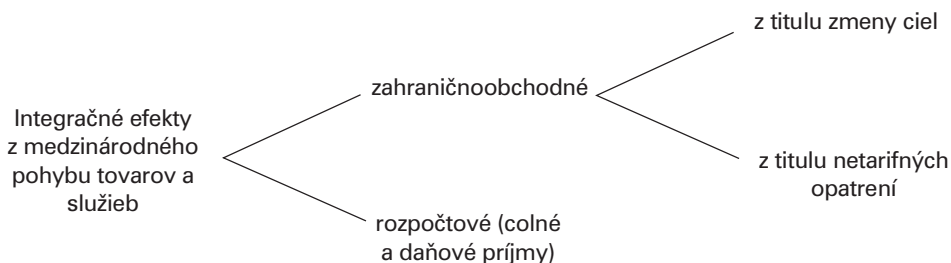 z titulu zmeny ciel
zahraničnoobchodné
Integračné efekty
z medzinárodného
pohybu tovarov a
služieb
z titulu netarifných
opatrení
rozpočtové (colné
a daňové príjmy)